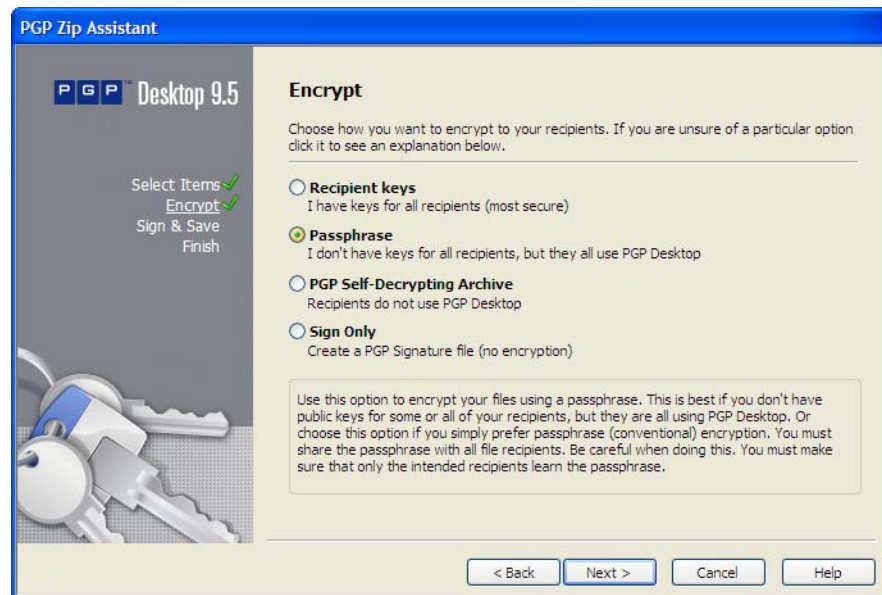 PGP Zip Assistant
PGP™ Desktop 9.5
Select Items
Encrypt
Sign & Save
Finish
Encrypt
Choose how you want to encrypt to your recipients. If you are unsure of a particular option
click it to see an explanation below.
Recipient keys
I have keys for all recipients (most secure)
Passphrase
I don't have keys for all recipients, but they all use PGP Desktop
PGP Self-Decrypting Archive
Recipients do not use PGP Desktop
Sign Only
Create a PGP Signature file (no encryption)
Use this option to encrypt your files using a passphrase. This is best if you don't have
public keys for some or all of your recipients, but they are all using PGP Desktop. Or
choose this option if you simply prefer passphrase (conventional) encryption. You must
share the passphrase with all file recipients. Be careful when doing this. You must make
sure that only the intended recipients learn the passphrase.
< Back
Next >
Cancel
Help